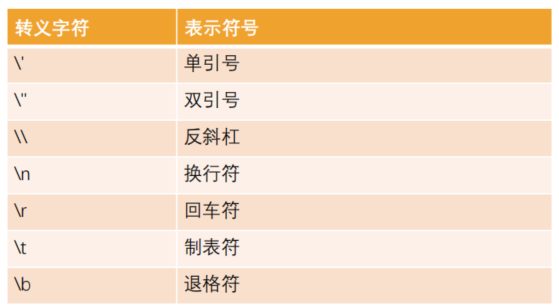 转义字符 表示符号
\' 单引号
\" 双引号
\\ 反斜杠
\n 换行符
\r 回车符
\t 制表符
\b 退格符